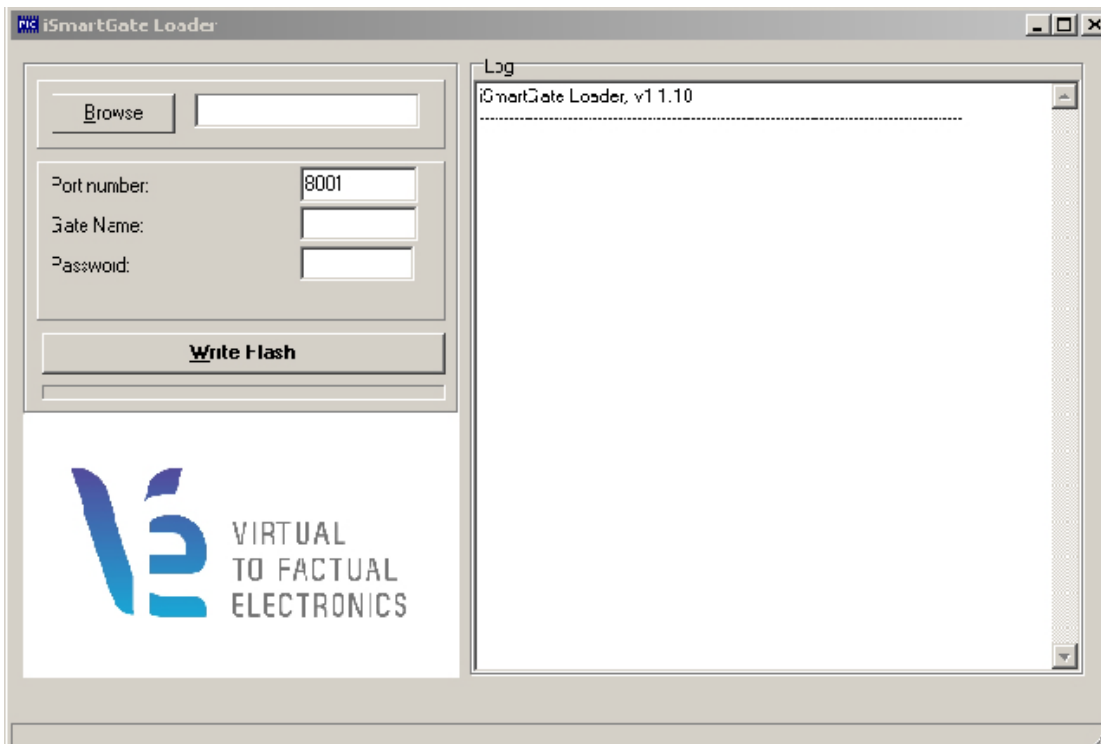 PIC iSmartGate Loader
Browse
Port number:
8001
Gate Name:
Password:
Write Flash
VIRTUAL
TO FACTUAL
ELECTRONICS
Log
iSmartGate Loader, v1.1.10
--------------------------------------------------------------------------------